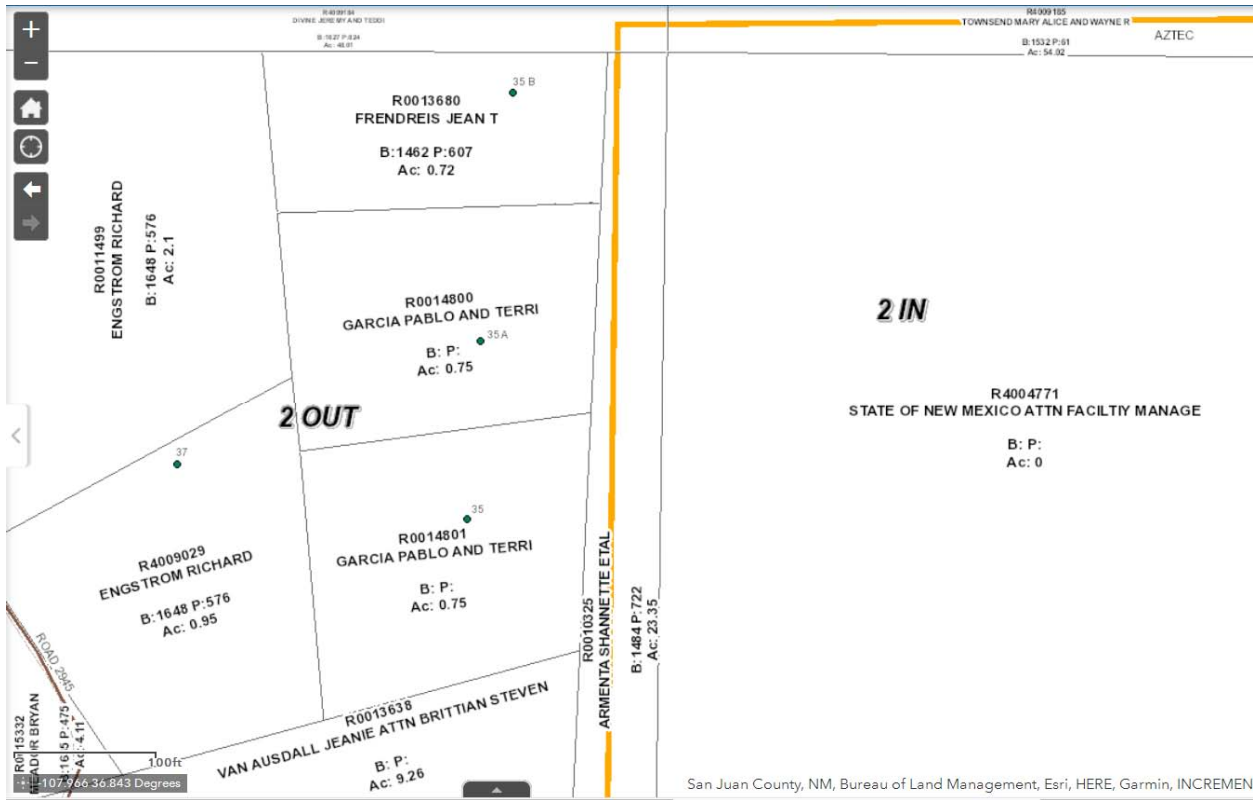 R4009184
DIVINE JEREMY AND TEDDI
B:1627 P:824
Ac: 48.01
R4009185
TOWNSEND MARY ALICE AND WAYNE R
B:1532 P:61
Ac: 54.02
AZTEC
35 B
R0013680
FRENDREIS JEAN T
B:1462 P:607
Ac: 0.72
R0011499
ENGSTROM RICHARD
B:1648 P:576
Ac: 2.1
R0014800
GARCIA PABLO AND TERRI
35A
B: P:
Ac: 0.75
2 IN
R4004771
STATE OF NEW MEXICO ATTN FACILTIY MANAGE
B: P:
Ac: 0
2 OUT
37
35
R0014801
GARCIA PABLO AND TERRI
B: P:
Ac: 0.75
R4009029
ENGSTROM RICHARD
B:1648 P:576
Ac: 0.95
R0010325
ARMENTA SHANNETTE ETAL
B:1484 P:722
Ac: 23.35
ROAD 2945
R0015332
MEADOR BRYAN
Ac: 4.11
R0013638
VAN AUSDALL JEANIE ATTN BRITTIAN STEVEN
B: P:
Ac: 9.26
100ft
-107.966 36.843 Degrees
San Juan County, NM, Bureau of Land Management, Esri, HERE, Garmin, INCREMEN